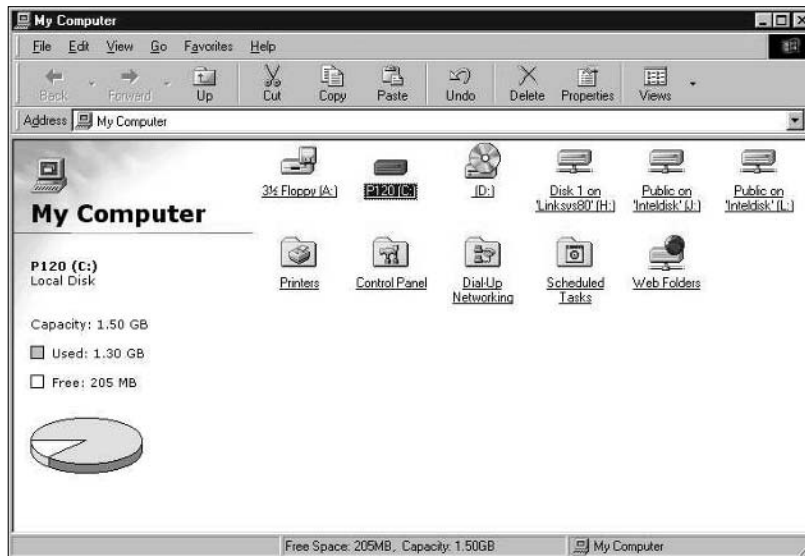 My Computer
File Edit View Go Favorites Help
Back Forward Up Cut Copy Paste Undo Delete Properties Views
Address My Computer
My Computer
P120 (C:)
Local Disk
Capacity: 1.50 GB
Used: 1.30 GB
Free: 205 MB
3½ Floppy (A:)
P120 (C:)
(D:)
Disk 1 on
'Linksys80' (H:)
Public on
'Inteldisk' (J:)
Public on
'Inteldisk' (L:)
Printers
Control Panel
Dial-Up
Networking
Scheduled
Tasks
Web Folders
Free Space: 205MB, Capacity: 1.50GB My Computer